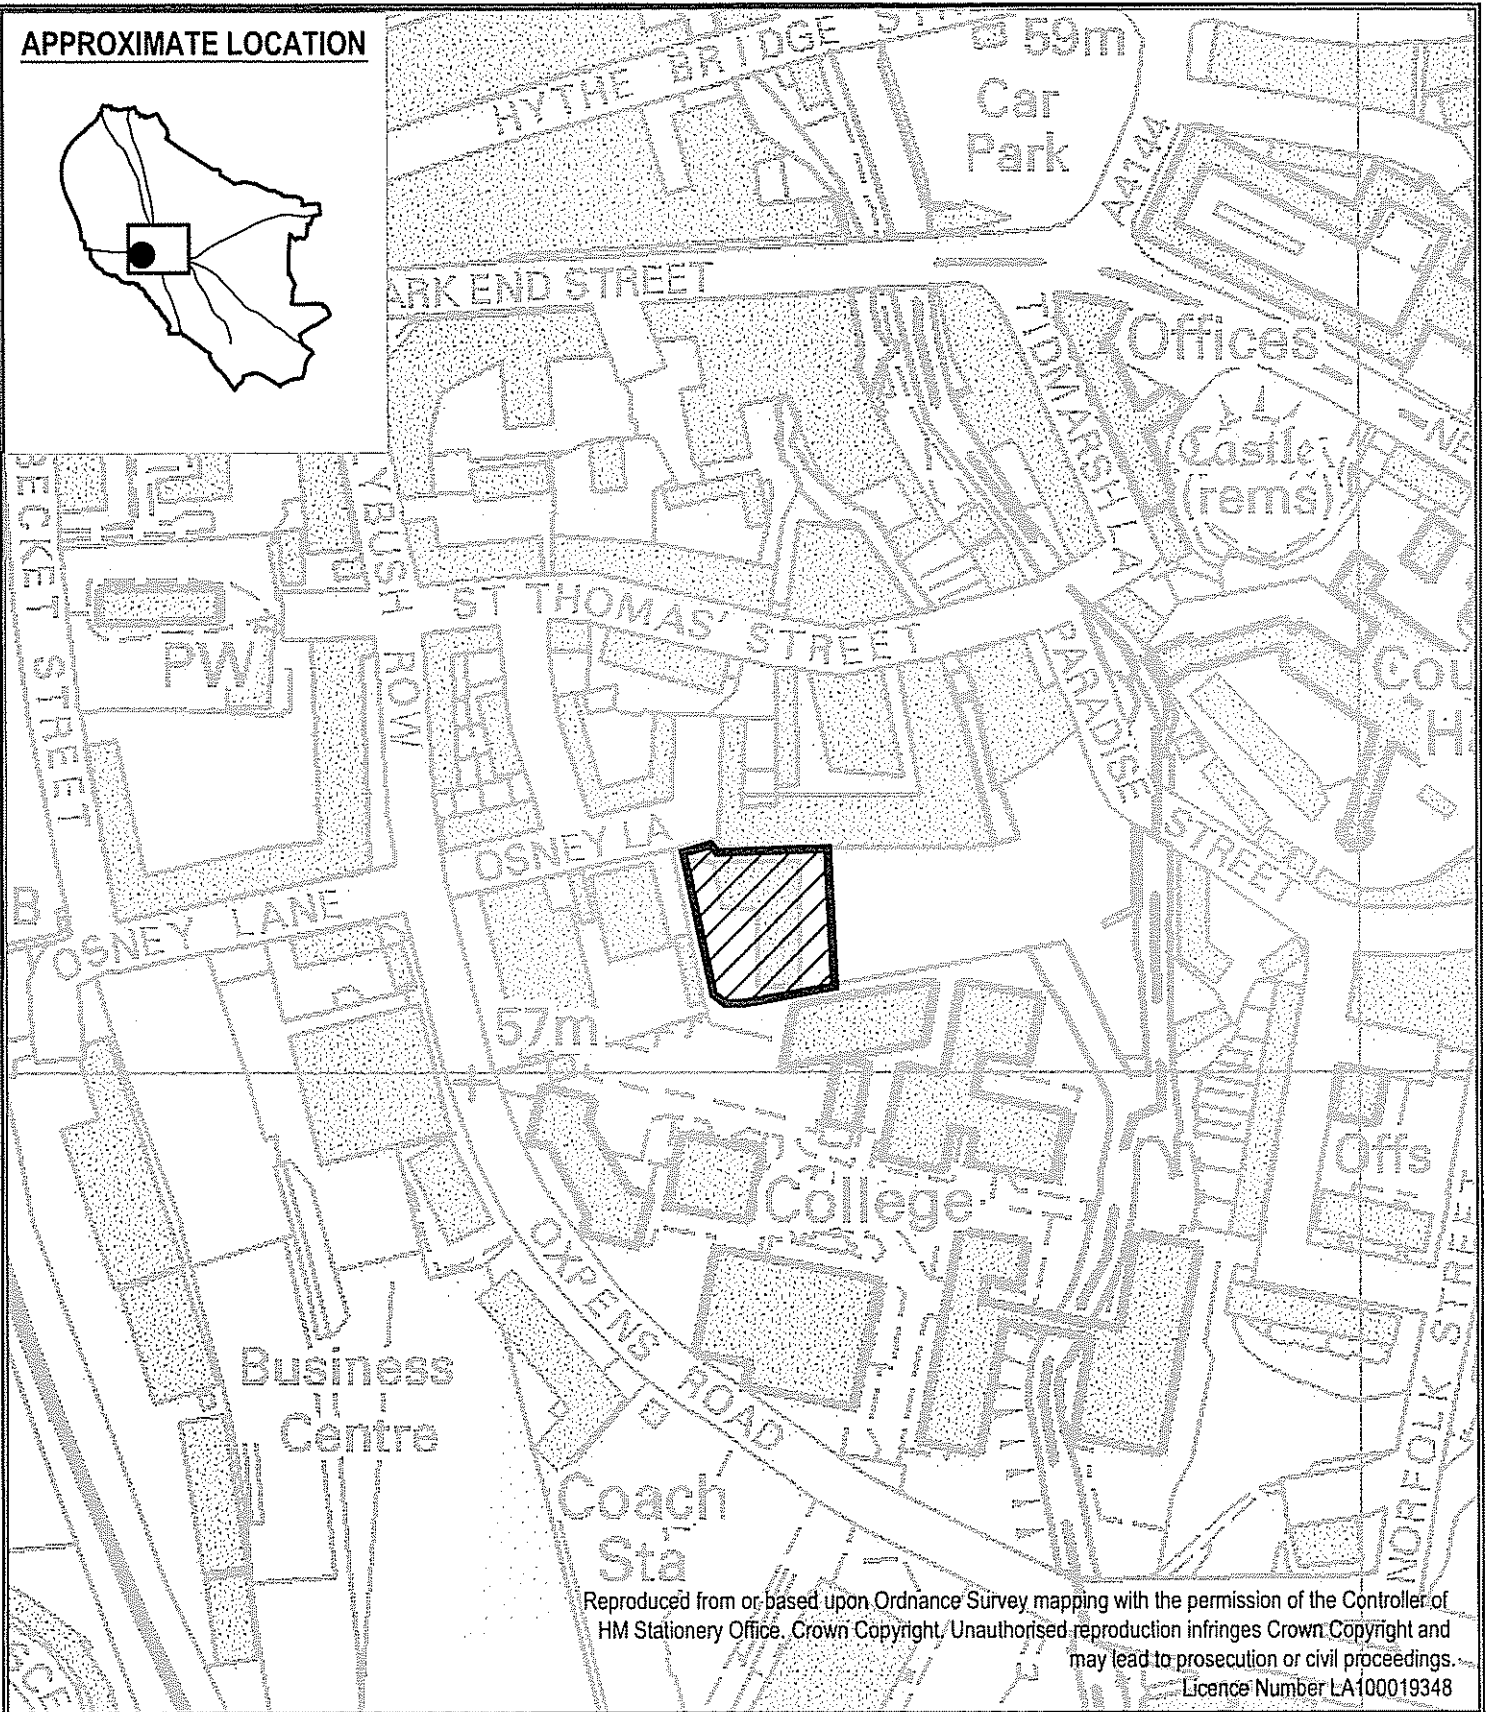 APPROXIMATE LOCATION
HYTHE BRIDGE
59m
Car
Park
A4144
ARK END STREET
TIDMARSH LA
Offices
Castle
(rems)
NE
BECKET STREET
YBUSH
ROW
ST THOMAS' STREET
PW
PARADISE
STREET
COU
H
OSNEY LA
OSNEY LANE
B
57m
College
Offs
OXPENS ROAD
NORFOLK STREET
Business
Centre
Coach
Sta
Reproduced from or based upon Ordnance Survey mapping with the permission of the Controller of
HM Stationery Office. Crown Copyright. Unauthorised reproduction infringes Crown Copyright and
may lead to prosecution or civil proceedings.
Licence Number LA100019348